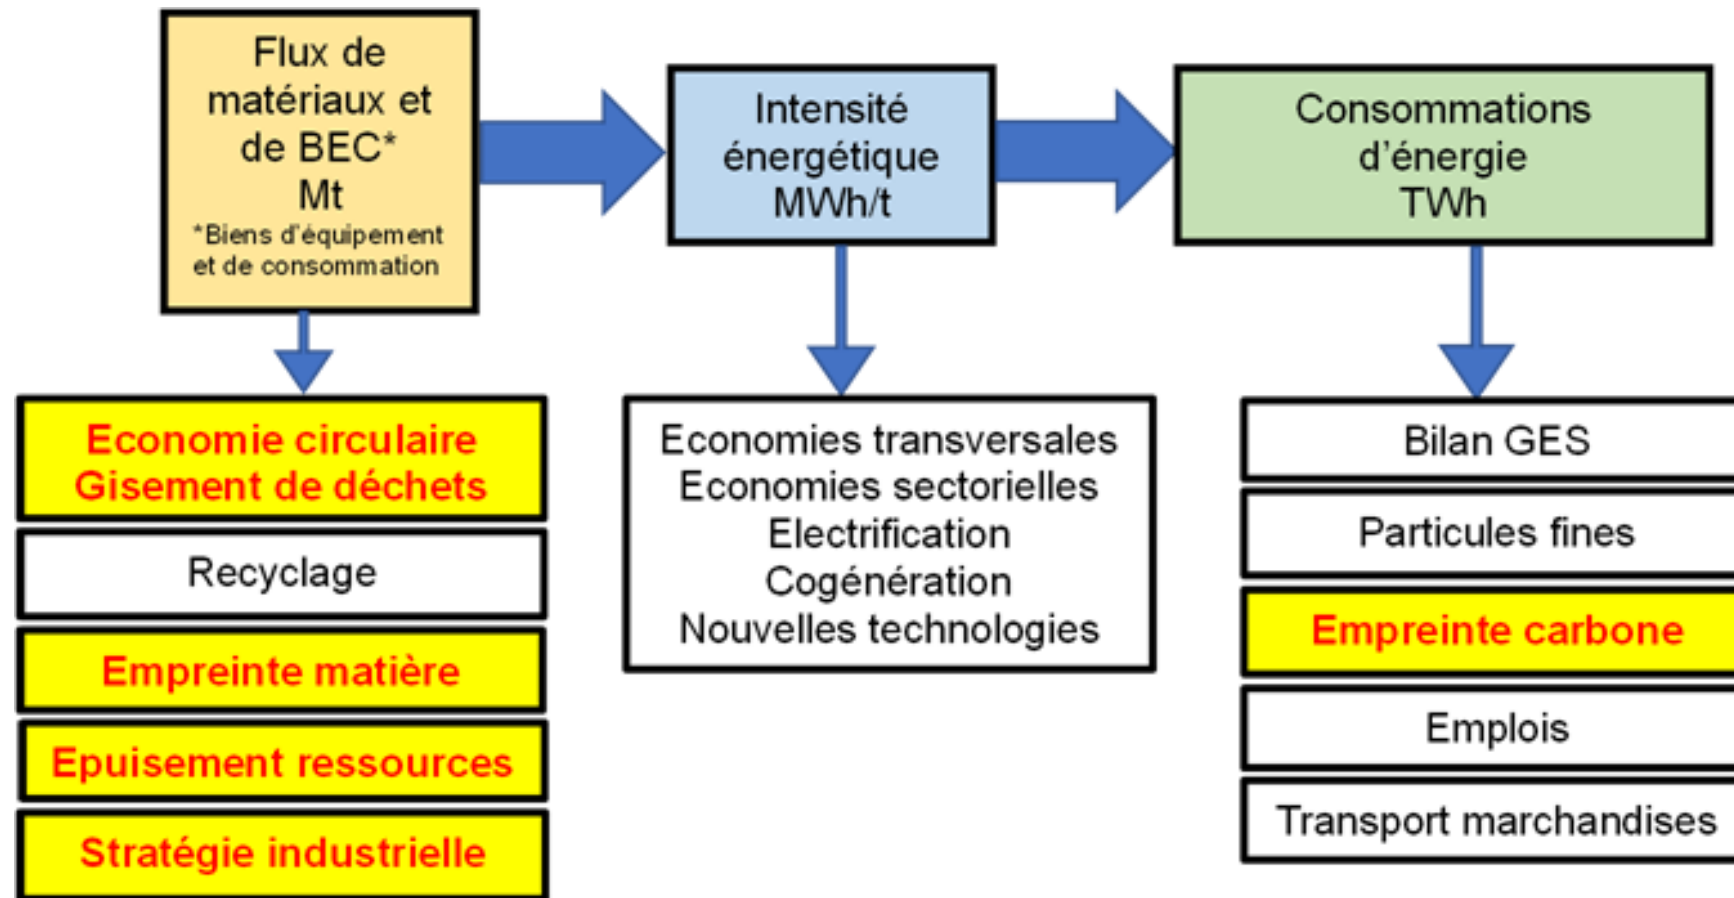 Flux de
matériaux et
de BEC*
Mt
*Biens d'équipement
et de consommation
Intensité
énergétique
MWh/t
Consommations
d'énergie
TWh
Economie circulaire
Gisement de déchets
Recyclage
Empreinte matière
Epuisement ressources
Stratégie industrielle
Economies transversales
Economies sectorielles
Electrification
Cogénération
Nouvelles technologies
Bilan GES
Particules fines
Empreinte carbone
Emplois
Transport marchandises